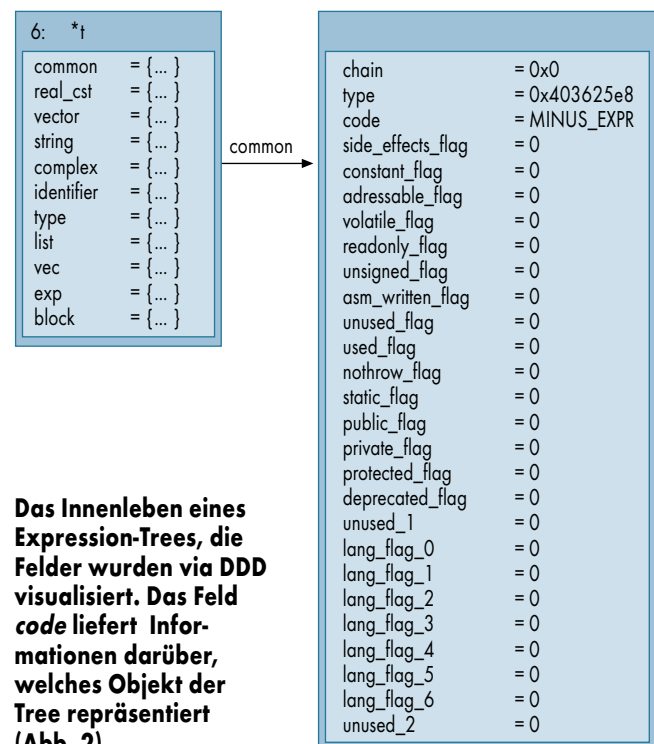 6: *t
common = {... }
real_cst = {... }
vector = {... }
string = {... }
complex = {... }
identifier = {... }
type = {... }
list = {... }
vec = {... }
exp = {... }
block = {... }
common
chain = 0x0
type = 0x403625e8
code = MINUS_EXPR
side_effects_flag = 0
constant_flag = 0
adressable_flag = 0
volatile_flag = 0
readonly_flag = 0
unsigned_flag = 0
asm_written_flag = 0
unused_flag = 0
used_flag = 0
nothrow_flag = 0
static_flag = 0
public_flag = 0
private_flag = 0
protected_flag = 0
deprecated_flag = 0
unused_1 = 0
lang_flag_0 = 0
lang_flag_1 = 0
lang_flag_2 = 0
lang_flag_3 = 0
lang_flag_4 = 0
lang_flag_5 = 0
lang_flag_6 = 0
unused_2 = 0
Das Innenleben eines
Expression-Trees, die
Felder wurden via DDD
visualisiert. Das Feld
code liefert Infor-
mationen darüber,
welches Objekt der
Tree repräsentiert
(Abb. 2)